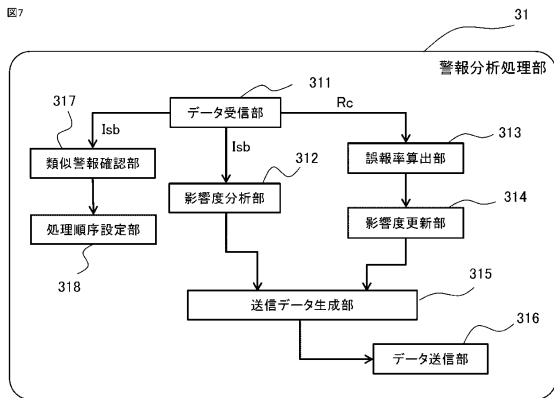 図7
31
警報分析処理部
311
データ受信部
317
Isb
Rc
Isb
312
313
類似警報確認部
影響度分析部
誤報率算出部
314
処理順序設定部
影響度更新部
318
315
送信データ生成部
316
データ送信部